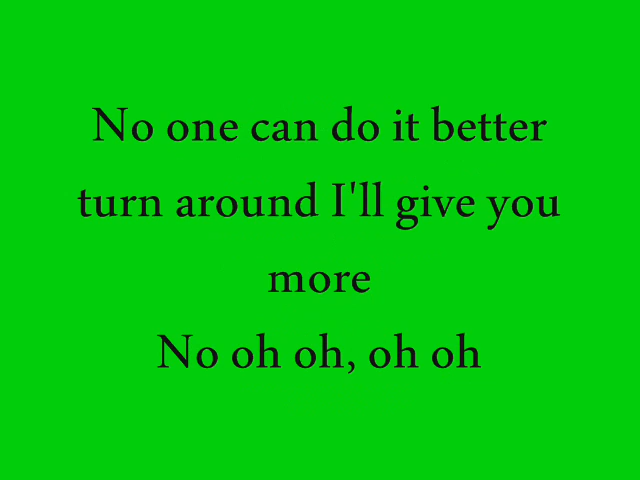 No one can do it better
turn around I'll give you
more
No oh oh, oh oh